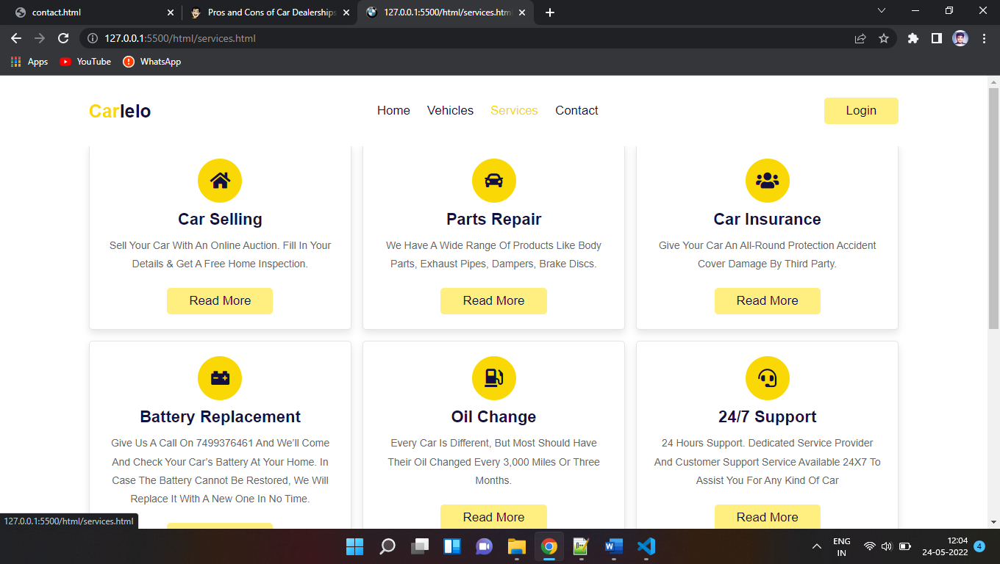 contact.html
Pros and Cons of Car Dealerships
127.0.0.1:5500/html/services.html
127.0.0.1:5500/html/services.html
Apps
YouTube
WhatsApp
Carlelo
Home
Vehicles
Services
Contact
Login
Car Selling
Sell Your Car With An Online Auction. Fill In Your
Details & Get A Free Home Inspection.
Read More
Parts Repair
We Have A Wide Range Of Products Like Body
Parts, Exhaust Pipes, Dampers, Brake Discs.
Read More
Car Insurance
Give Your Car An All-Round Protection Accident
Cover Damage By Third Party.
Read More
Battery Replacement
Give Us A Call On 7499376461 And We’ll Come
And Check Your Car’s Battery At Your Home. In
Case The Battery Cannot Be Restored, We Will
Replace It With A New One In No Time.
Oil Change
Every Car Is Different, But Most Should Have
Their Oil Changed Every 3,000 Miles Or Three
Months.
Read More
24/7 Support
24 Hours Support. Dedicated Service Provider
And Customer Support Service Available 24X7 To
Assist You For Any Kind Of Car
Read More
127.0.0.1:5500/html/services.html
ENG
IN
12:04
24-05-2022
4